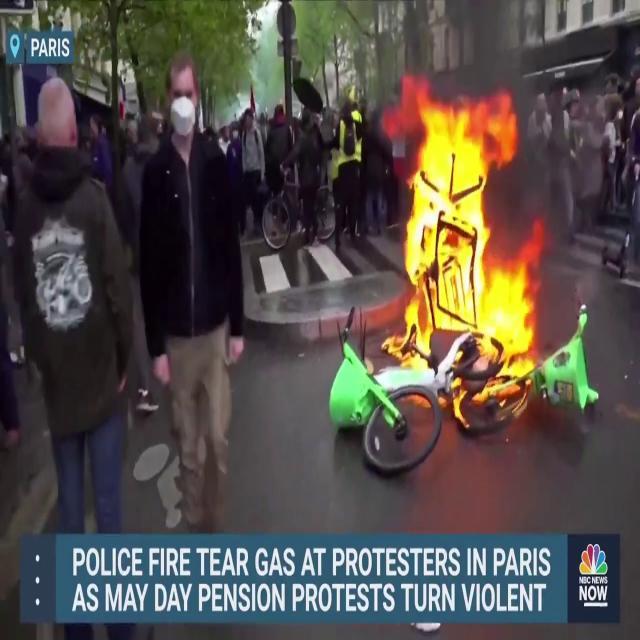 PARIS
POLICE FIRE TEAR GAS AT PROTESTERS IN PARIS
AS MAY DAY PENSION PROTESTS TURN VIOLENT
NBC NEWS
NOW